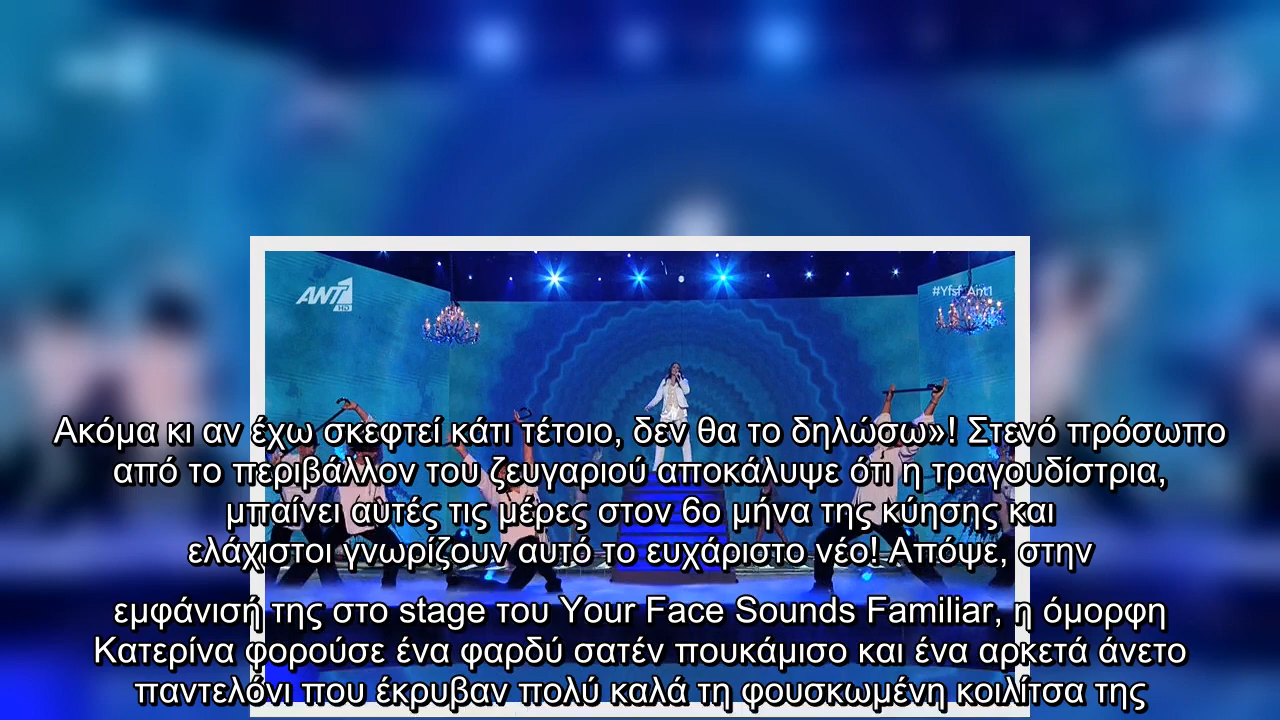 ANT1
HD
#Yfsf_Ant1
Ακόμα κι αν έχω σκεφτεί κάτι τέτοιο, δεν θα το δηλώσω»! Στενό πρόσωπο
από το περιβάλλον του ζευγαριού αποκάλυψε ότι η τραγουδίστρια,
μπαίνει αυτές τις μέρες στον 6ο μήνα της κύησης και
ελάχιστοι γνωρίζουν αυτό το ευχάριστο νέο! Απόψε, στην
εμφάνισή της στο stage του Your Face Sounds Familiar, η όμορφη
Κατερίνα φορούσε ένα φαρδύ σατέν πουκάμισο και ένα αρκετά άνετο
παντελόνι που έκρυβαν πολύ καλά τη φουσκωμένη κοιλίτσα της